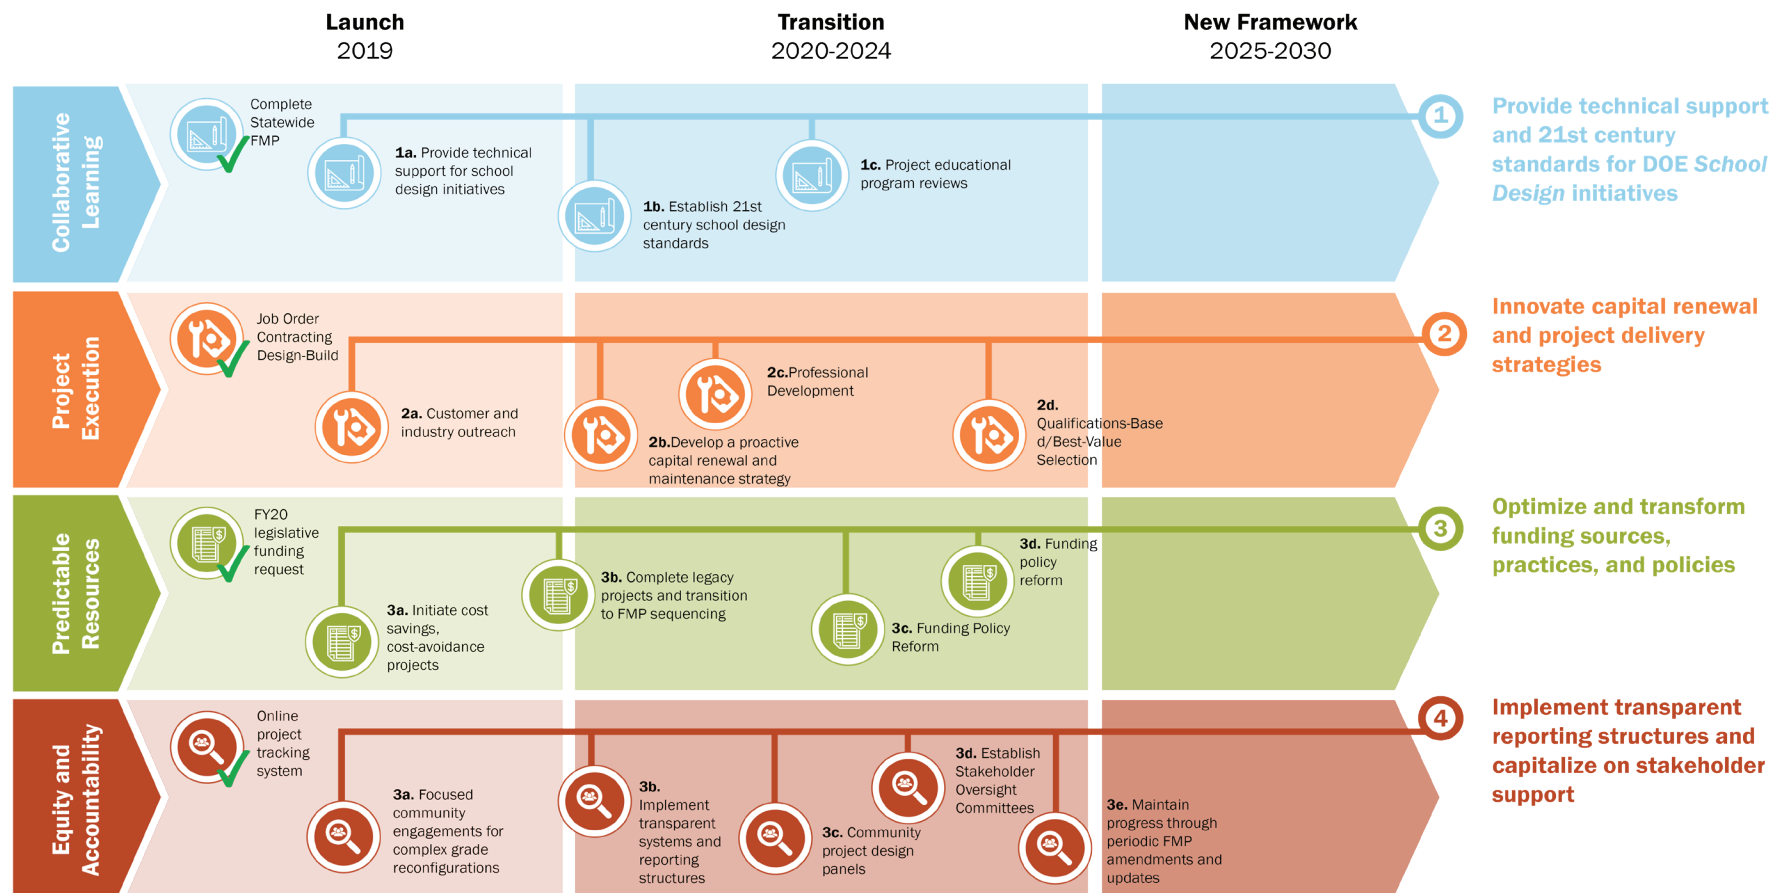 Launch
2019
Transition
2020-2024
New Framework
2025-2030
Collaborative
Learning
Complete
Statewide
FMP
1a. Provide technical
support for school
design initiatives
1b. Establish 21st
century school design
standards
1c. Project educational
program reviews
1
Provide technical support
and 21st century
standards for DOE School
Design initiatives
Project
Execution
Job Order
Contracting
Design-Build
2a. Customer and
industry outreach
2b.Develop a proactive
capital renewal and
maintenance strategy
2c.Professional
Development
2d.
Qualifications-Base
d/Best-Value
Selection
2
Innovate capital renewal
and project delivery
strategies
Predictable
Resources
FY20
legislative
funding
request
3a. Initiate cost
savings,
cost-avoidance
projects
3b. Complete legacy
projects and transition
to FMP sequencing
3c. Funding Policy
Reform
3d. Funding
policy
reform
3
Optimize and transform
funding sources,
practices, and policies
Equity and
Accountability
Online
project
tracking
system
3a. Focused
community
engagements for
complex grade
reconfigurations
3b.
Implement
transparent
systems and
reporting
structures
3c. Community
project design
panels
3d. Establish
Stakeholder
Oversight
Committees
3e. Maintain
progress through
periodic FMP
amendments and
updates
4
Implement transparent
reporting structures and
capitalize on stakeholder
support